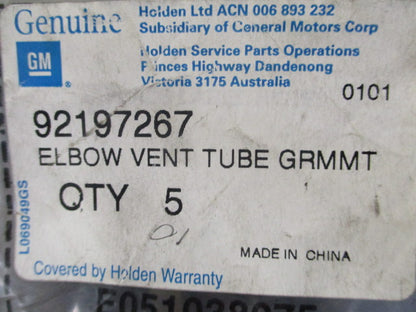 Genuine
Holden Ltd ACN 006 893 232
Subsidiary of General Motors Corp
GM
®
Holden Service Parts Operations
Princes Highway Dandenong
Victoria 3175 Australia
0101
92197267
ELBOW VENT TUBE GRMMT
QTY 5
01
MADE IN CHINA
L069049GS
Covered by Holden Warranty